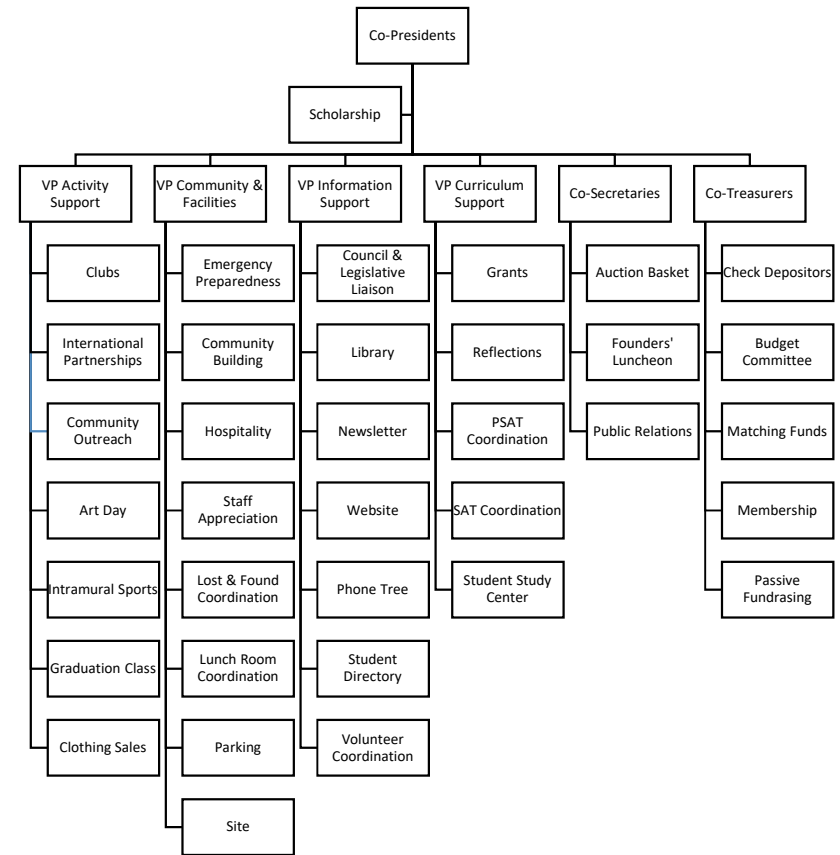 Co-Presidents
Scholarship
VP Activity
Support
Clubs
International
Partnerships
Community
Outreach
Art Day
Intramural Sports
Graduation Class
Clothing Sales
VP Community &
Facilities
Emergency
Preparedness
Community
Building
Hospitality
Staff
Appreciation
Lost & Found
Coordination
Lunch Room
Coordination
Parking
Site
VP Information
Support
Council &
Legislative
Liaison
Library
Newsletter
Website
Phone Tree
Student
Directory
Volunteer
Coordination
VP Curriculum
Support
Grants
Reflections
PSAT
Coordination
SAT Coordination
Student Study
Center
Co-Secretaries
Auction Basket
Founders'
Luncheon
Public Relations
Co-Treasurers
Check Depositors
Budget
Committee
Matching Funds
Membership
Passive
Fundrasing